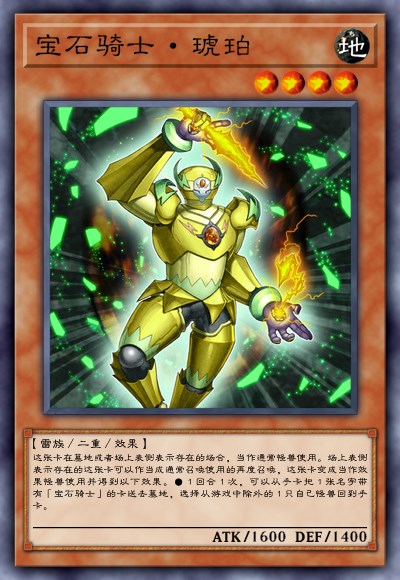 宝石骑士·琥珀
地
【雷族/二重/效果】
这张卡在墓地或者场上表侧表示存在的场合，当作通常怪兽使用。场上表侧
表示存在的这张卡可以作当成通常召唤使用的再度召唤，这张卡变成当作效
果怪兽使用并得到以下效果。●1回合1次，可以从手卡把1张名字带
有「宝石骑士」的卡送去墓地，选择从游戏中除外的1只自己怪兽回到手
卡。
ATK/1600 DEF/1400